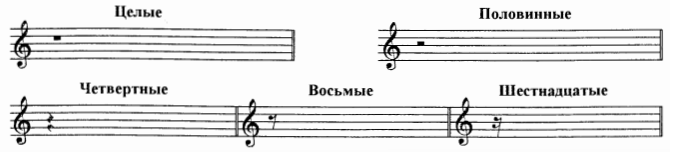 Целые
Половинные
Четвертные
Восьмые
Шестнадцатые